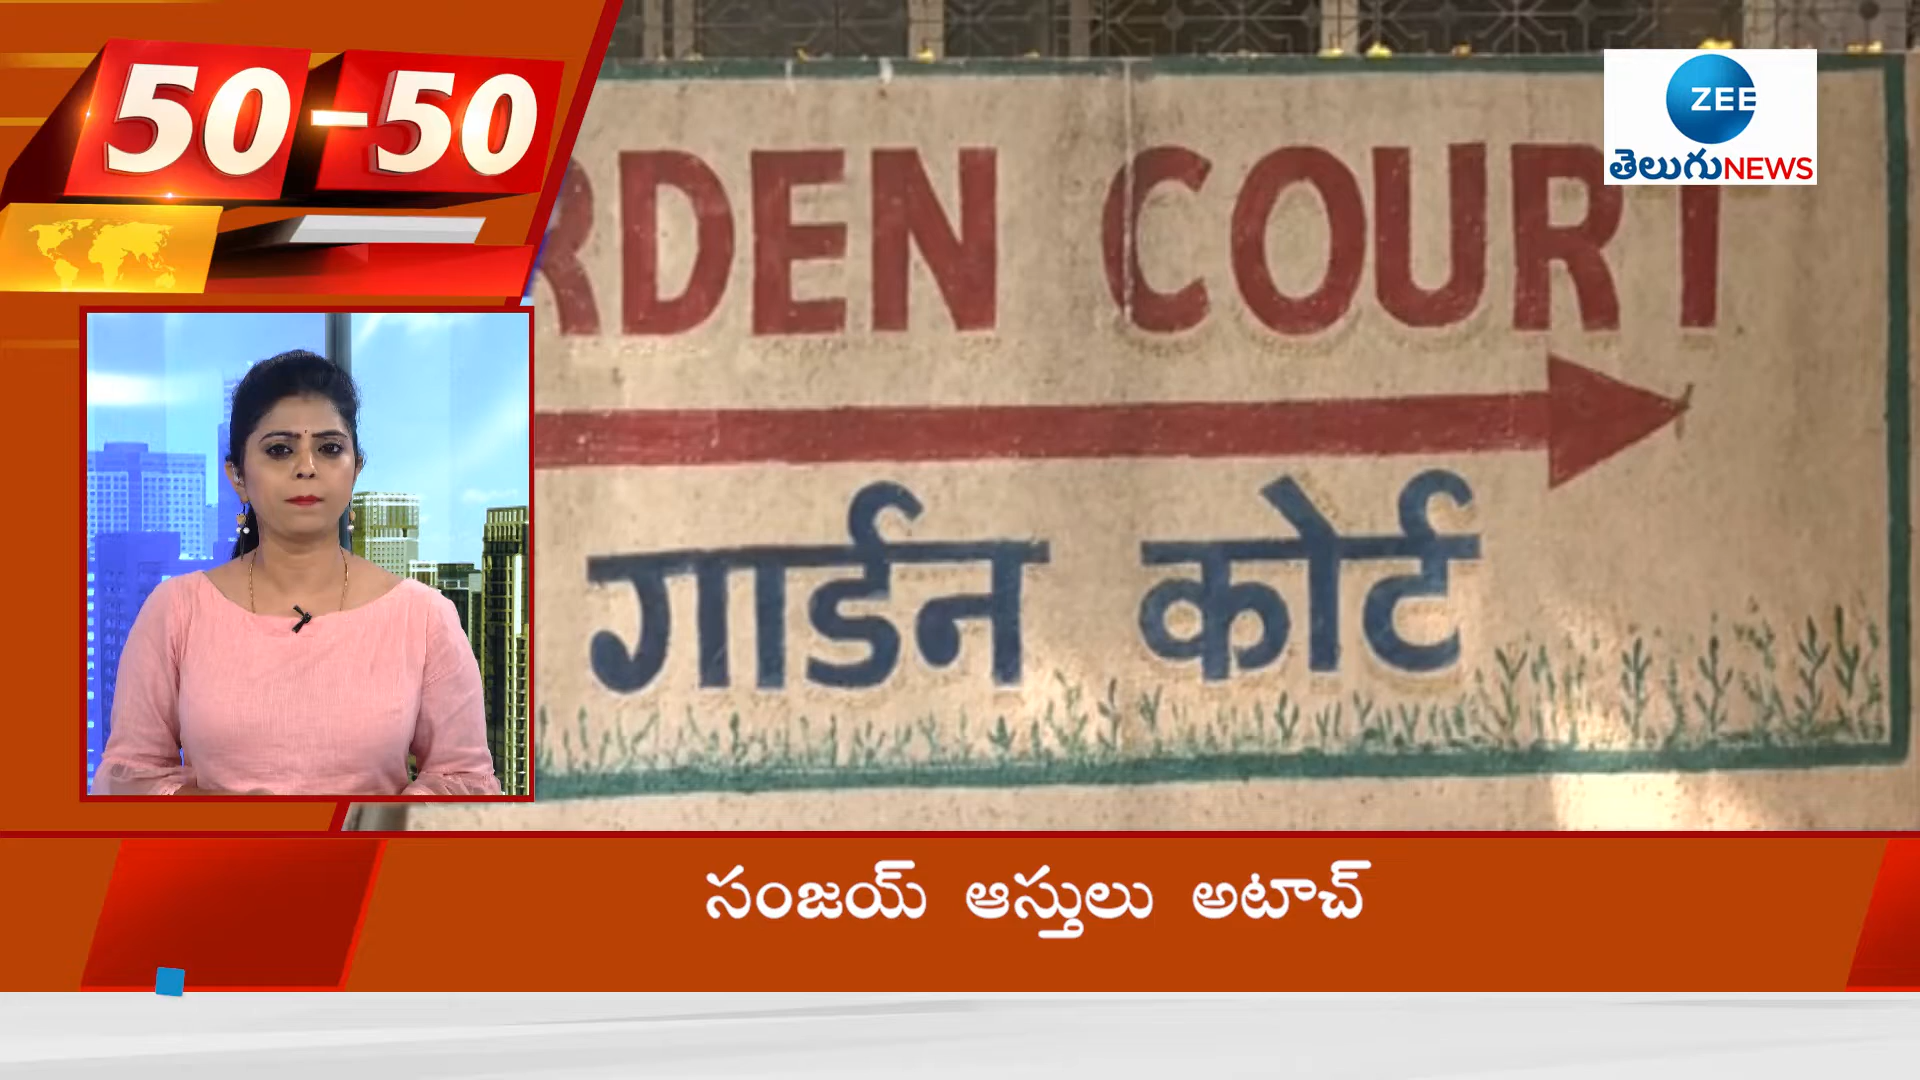 50-50
ZEE
తెలుగు NEWS
RDEN COURT
गार्डन कोर्ट
సంజయ్ ఆస్తులు అటాచ్